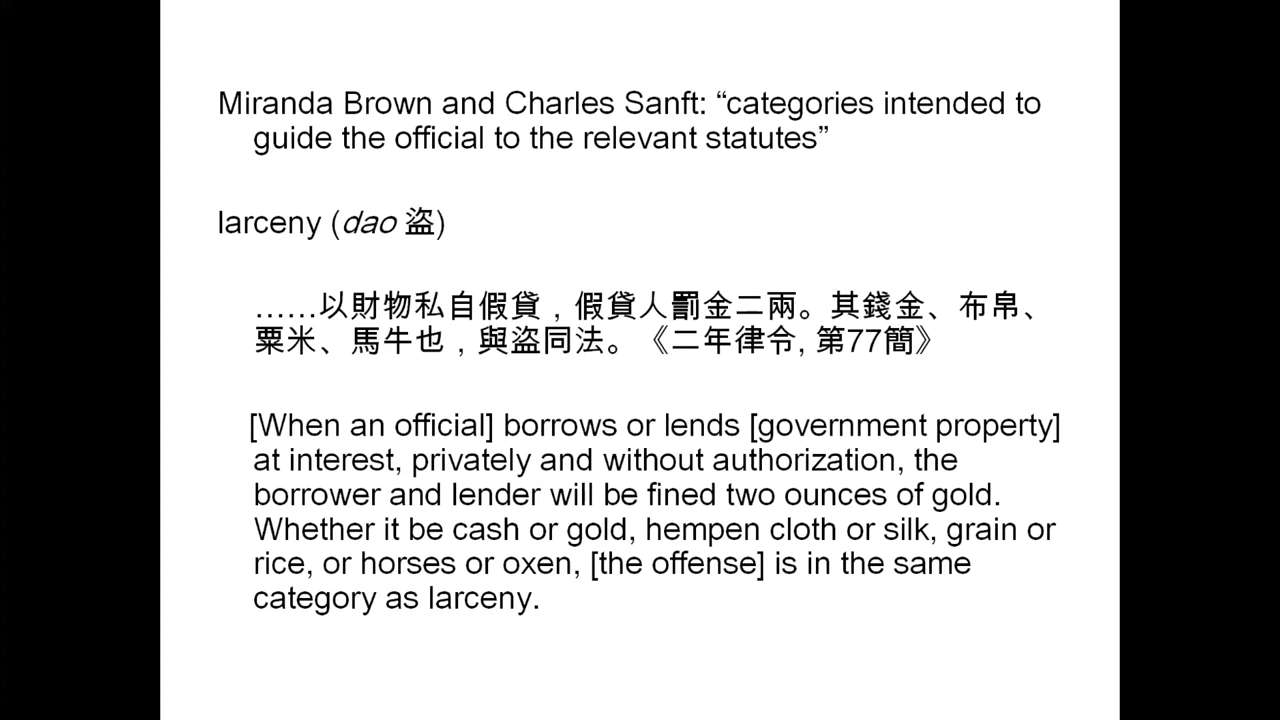 Miranda Brown and Charles Sanft: “categories intended to
guide the official to the relevant statutes”
larceny (dao 盜)
……以財物私自假貸，假貸人罰金二兩。其錢金、布帛、
粟米、馬牛也，與盜同法。《二年律令, 第77簡》
[When an official] borrows or lends [government property]
at interest, privately and without authorization, the
borrower and lender will be fined two ounces of gold.
Whether it be cash or gold, hempen cloth or silk, grain or
rice, or horses or oxen, [the offense] is in the same
category as larceny.